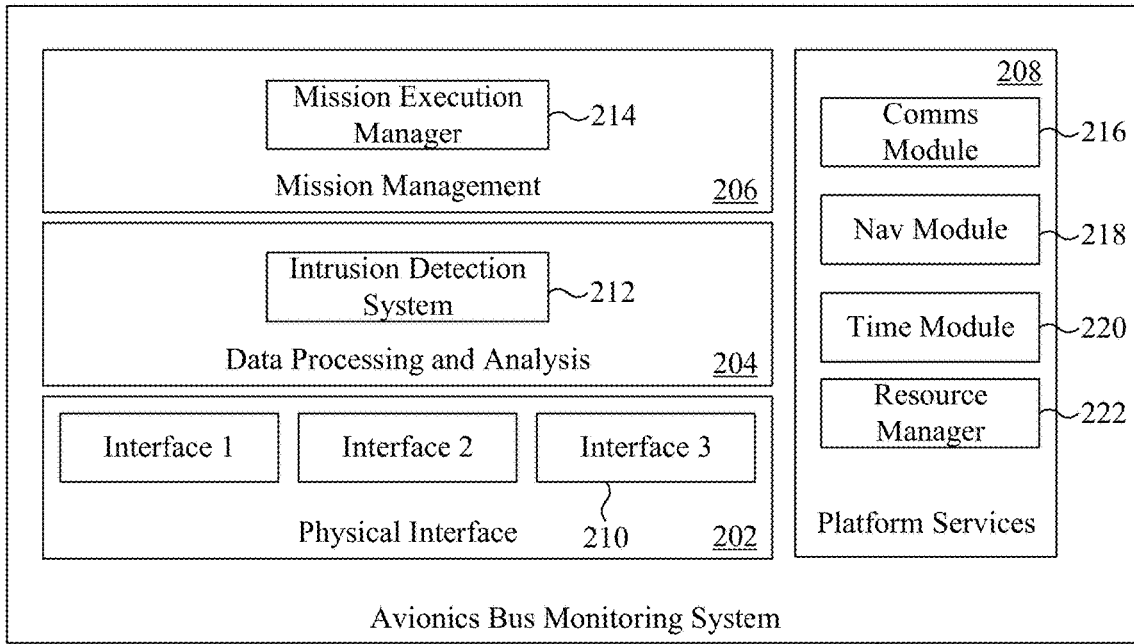 Mission Execution
Manager
214
Mission Management
206
Intrusion Detection
System
212
Data Processing and Analysis
204
Interface 1
Interface 2
Interface 3
210
Physical Interface
202
208
Comms
Module
216
Nav Module
218
Time Module
220
Resource
Manager
222
Platform Services
Avionics Bus Monitoring System